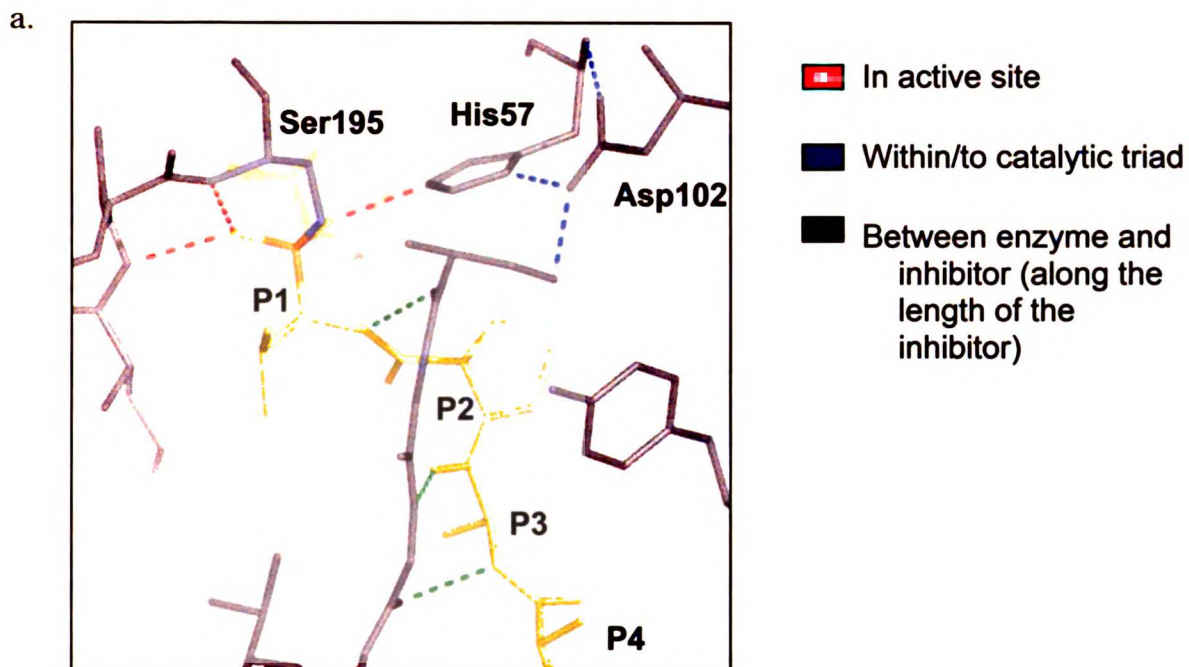 a.
Ser195
His57
Asp102
P1
P2
P3
P4
In active site
Within/to catalytic triad
Between enzyme and
inhibitor (along the
length of the
inhibitor)